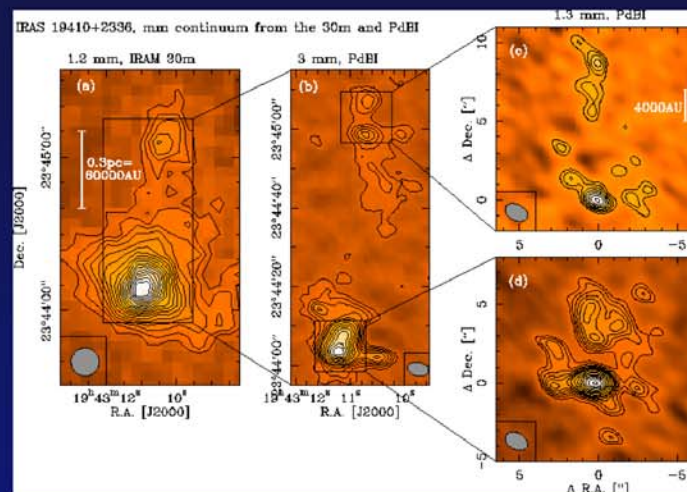 IRAS 19410+2336, mm continuum from the 30m and PdBI
1.2 mm, IRAM 30m
(a)
0.3pc=
60000AU
Dec. [J2000]
23°45'00"
23°44'00"
19ʰ43ᵐ12ˢ
10ˢ
R.A. [J2000]
3 mm, PdBI
(b)
23°45'00"
23°44'40"
23°44'20"
23°44'00"
19ʰ43ᵐ12ˢ
11ˢ
10ˢ
R.A. [J2000]
1.3 mm, PdBI
(c)
4000AU
Δ Dec. ["]
10
5
0
5
0
-5
(d)
Δ Dec. ["]
5
0
-5
5
0
-5
Δ R.A. ["]